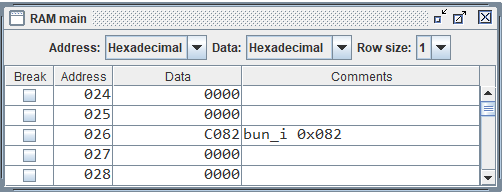 RAM main
Address: Hexadecimal Data: Hexadecimal Row size: 1
Break Address Data Comments
024 0000
025 0000
026 C082 bun_i 0x082
027 0000
028 0000